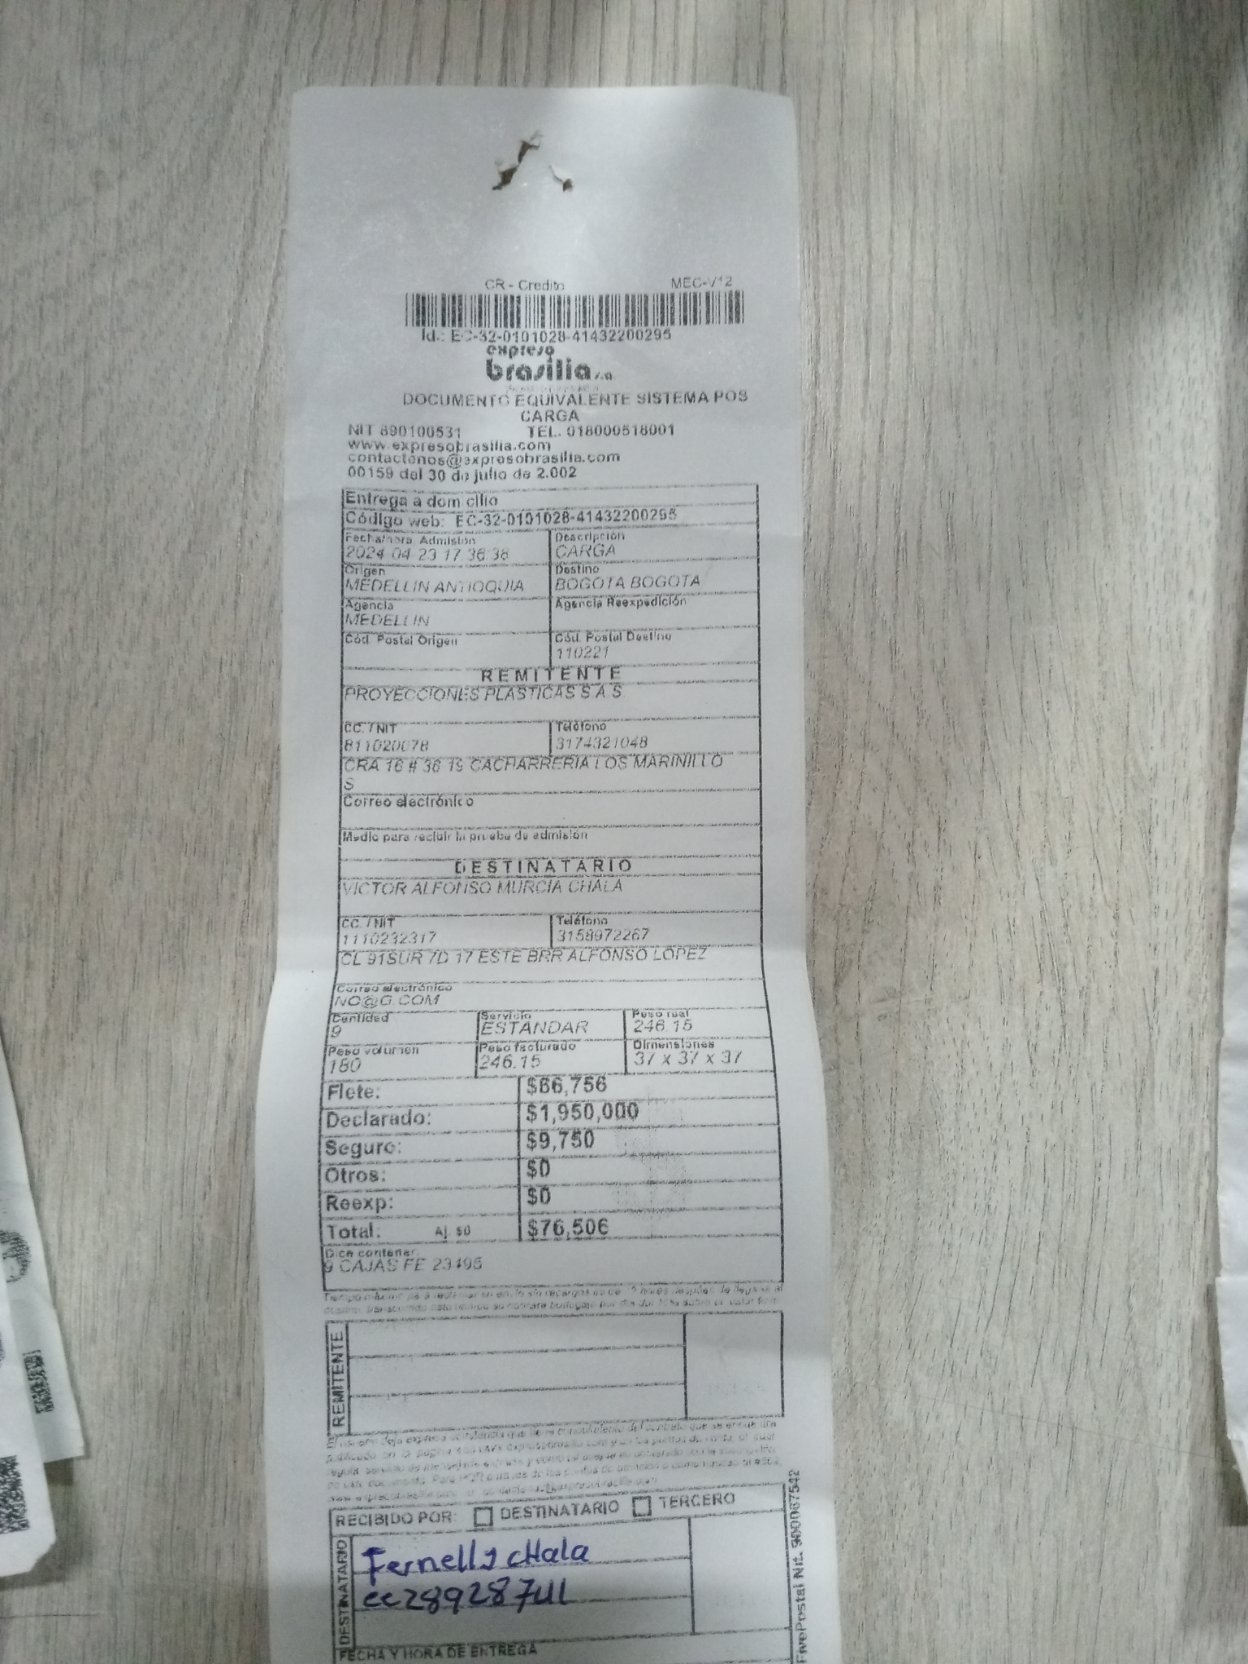 CR - Credito MEC-V12
Id.: EC-32-0101028-41432200295
expreso
brasilia s.a.
DOCUMENTO EQUIVALENTE SISTEMA POS
CARGA
NIT 890100531 TEL. 018000518001
www.expresobrasilia.com
contactenos@expresobrasilia.com
00159 del 30 de julio de 2.002
Entrega a domicilio
Código web: EC-32-0101028-41432200295
Fecha/hora Admisión Descripción
2024 04 23 17 36 38 CARGA
Origen Destino
MEDELLIN ANTIOQUIA BOGOTA BOGOTA
Agencia Agencia Reexpedición
MEDELLIN
Cód. Postal Origen Cód. Postal Destino
110221
REMITENTE
PROYECCIONES PLASTICAS S A S
CC. / NIT Teléfono
811020078 3174321048
CRA 16 # 36 19 CACHARRERIA LOS MARINILLO
S
Correo electrónico
Medio para recibir la prueba de admisión
DESTINATARIO
VICTOR ALFONSO MURCIA CHALA
CC. / NIT Teléfono
1110232317 3158972267
CL 91SUR 7D 17 ESTE BRR ALFONSO LOPEZ
Correo electrónico
NO@G.COM
Cantidad Servicio Peso real
9 ESTANDAR 246.15
Peso volumen Peso facturado Dimensiones
180 246.15 37 x 37 x 37
Flete: $66,756
Declarado: $1,950,000
Seguro: $9,750
Otros: $0
Reexp: $0
Total: Aj. $0 $76,506
Dice contener
9 CAJAS FE 23495
REMITENTE
RECIBIDO POR: DESTINATARIO TERCERO
DESTINATARIO
Fernelly cHala
cc289287411
FECHA Y HORA DE ENTREGA
FivePostal Nit. 900067542